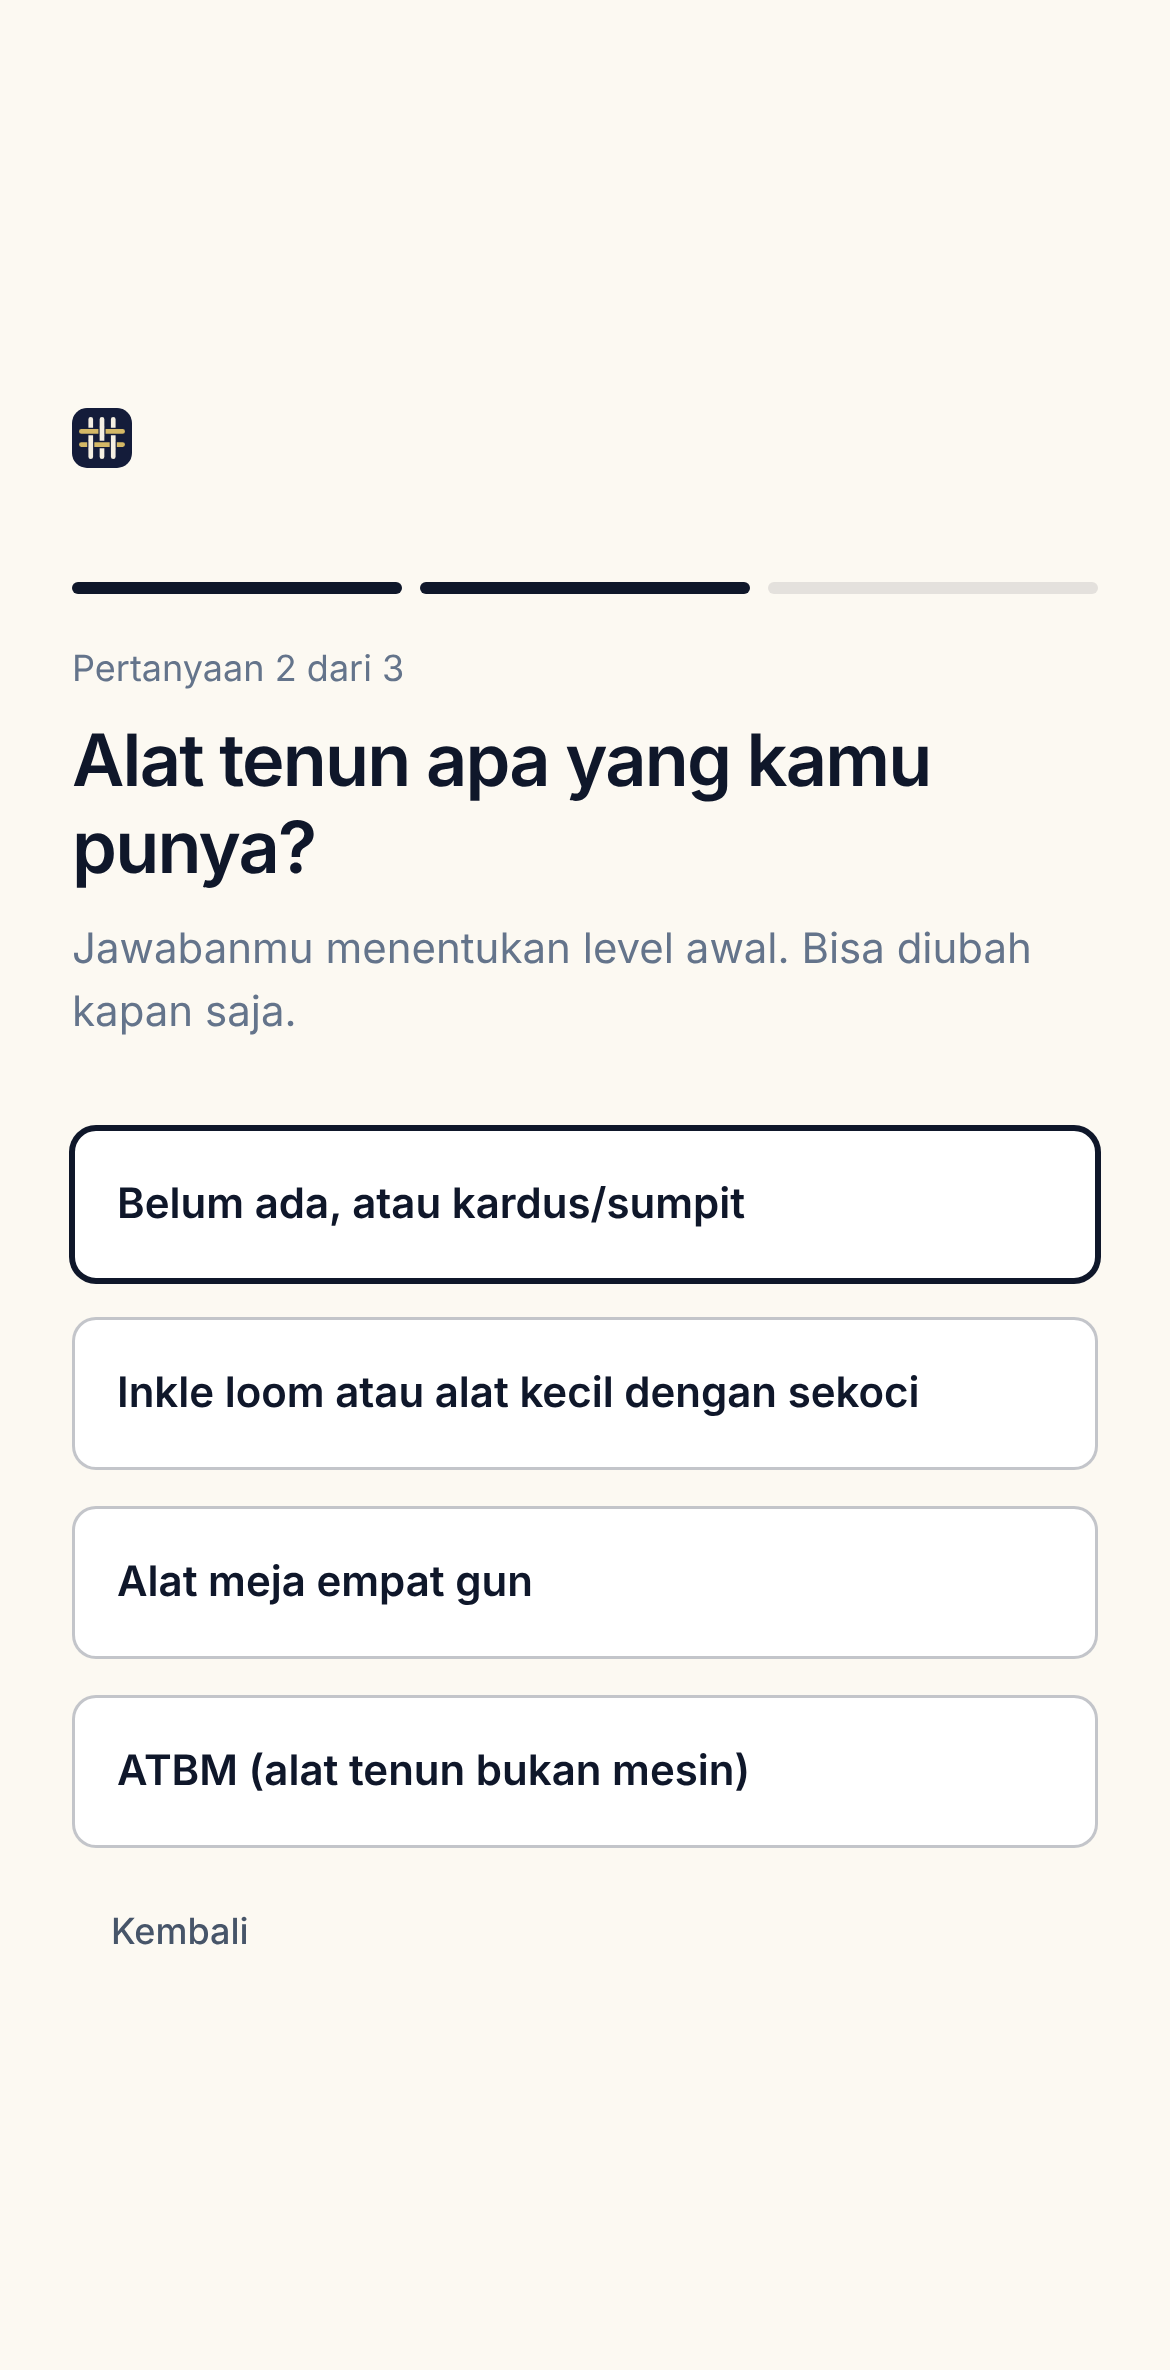 Pertanyaan 2 dari 3
Alat tenun apa yang kamu
punya?
Jawabanmu menentukan level awal. Bisa diubah
kapan saja.
Belum ada, atau kardus/sumpit
Inkle loom atau alat kecil dengan sekoci
Alat meja empat gun
ATBM (alat tenun bukan mesin)
Kembali